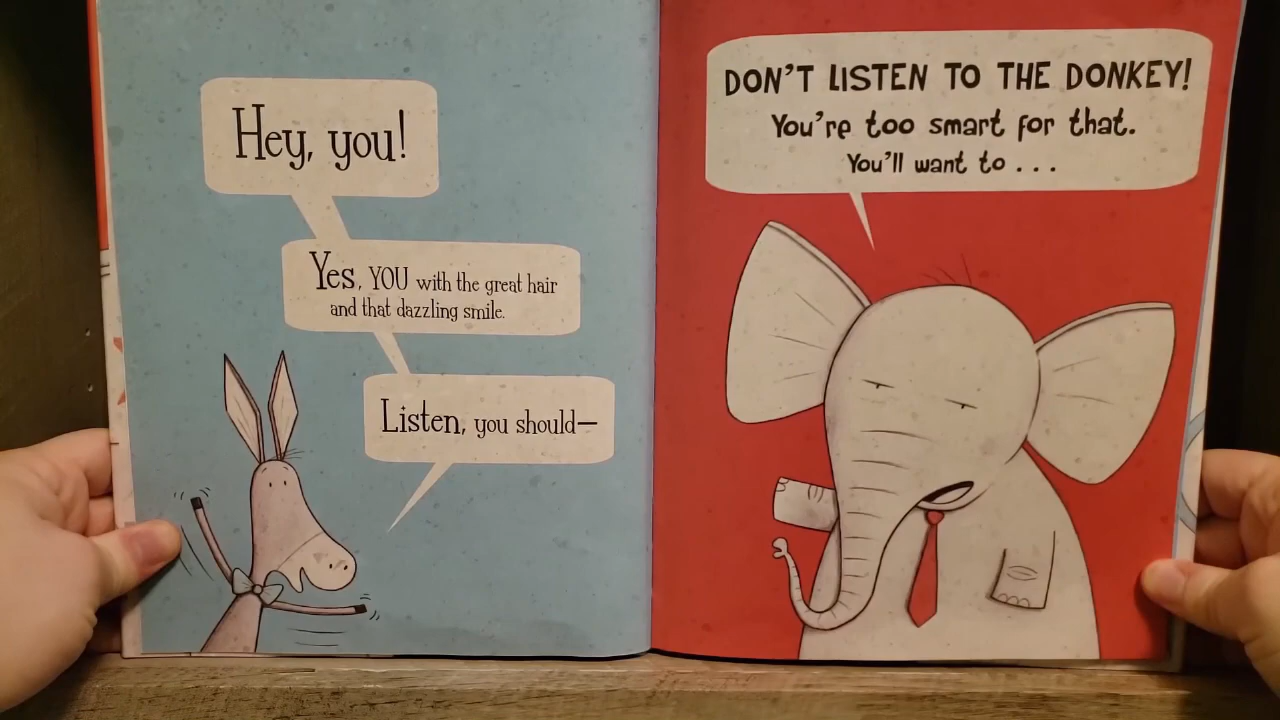 Hey, you!
Yes, YOU with the great hair
and that dazzling smile.
Listen, you should—
DON'T LISTEN TO THE DONKEY!
You're too smart for that.
You'll want to . . .